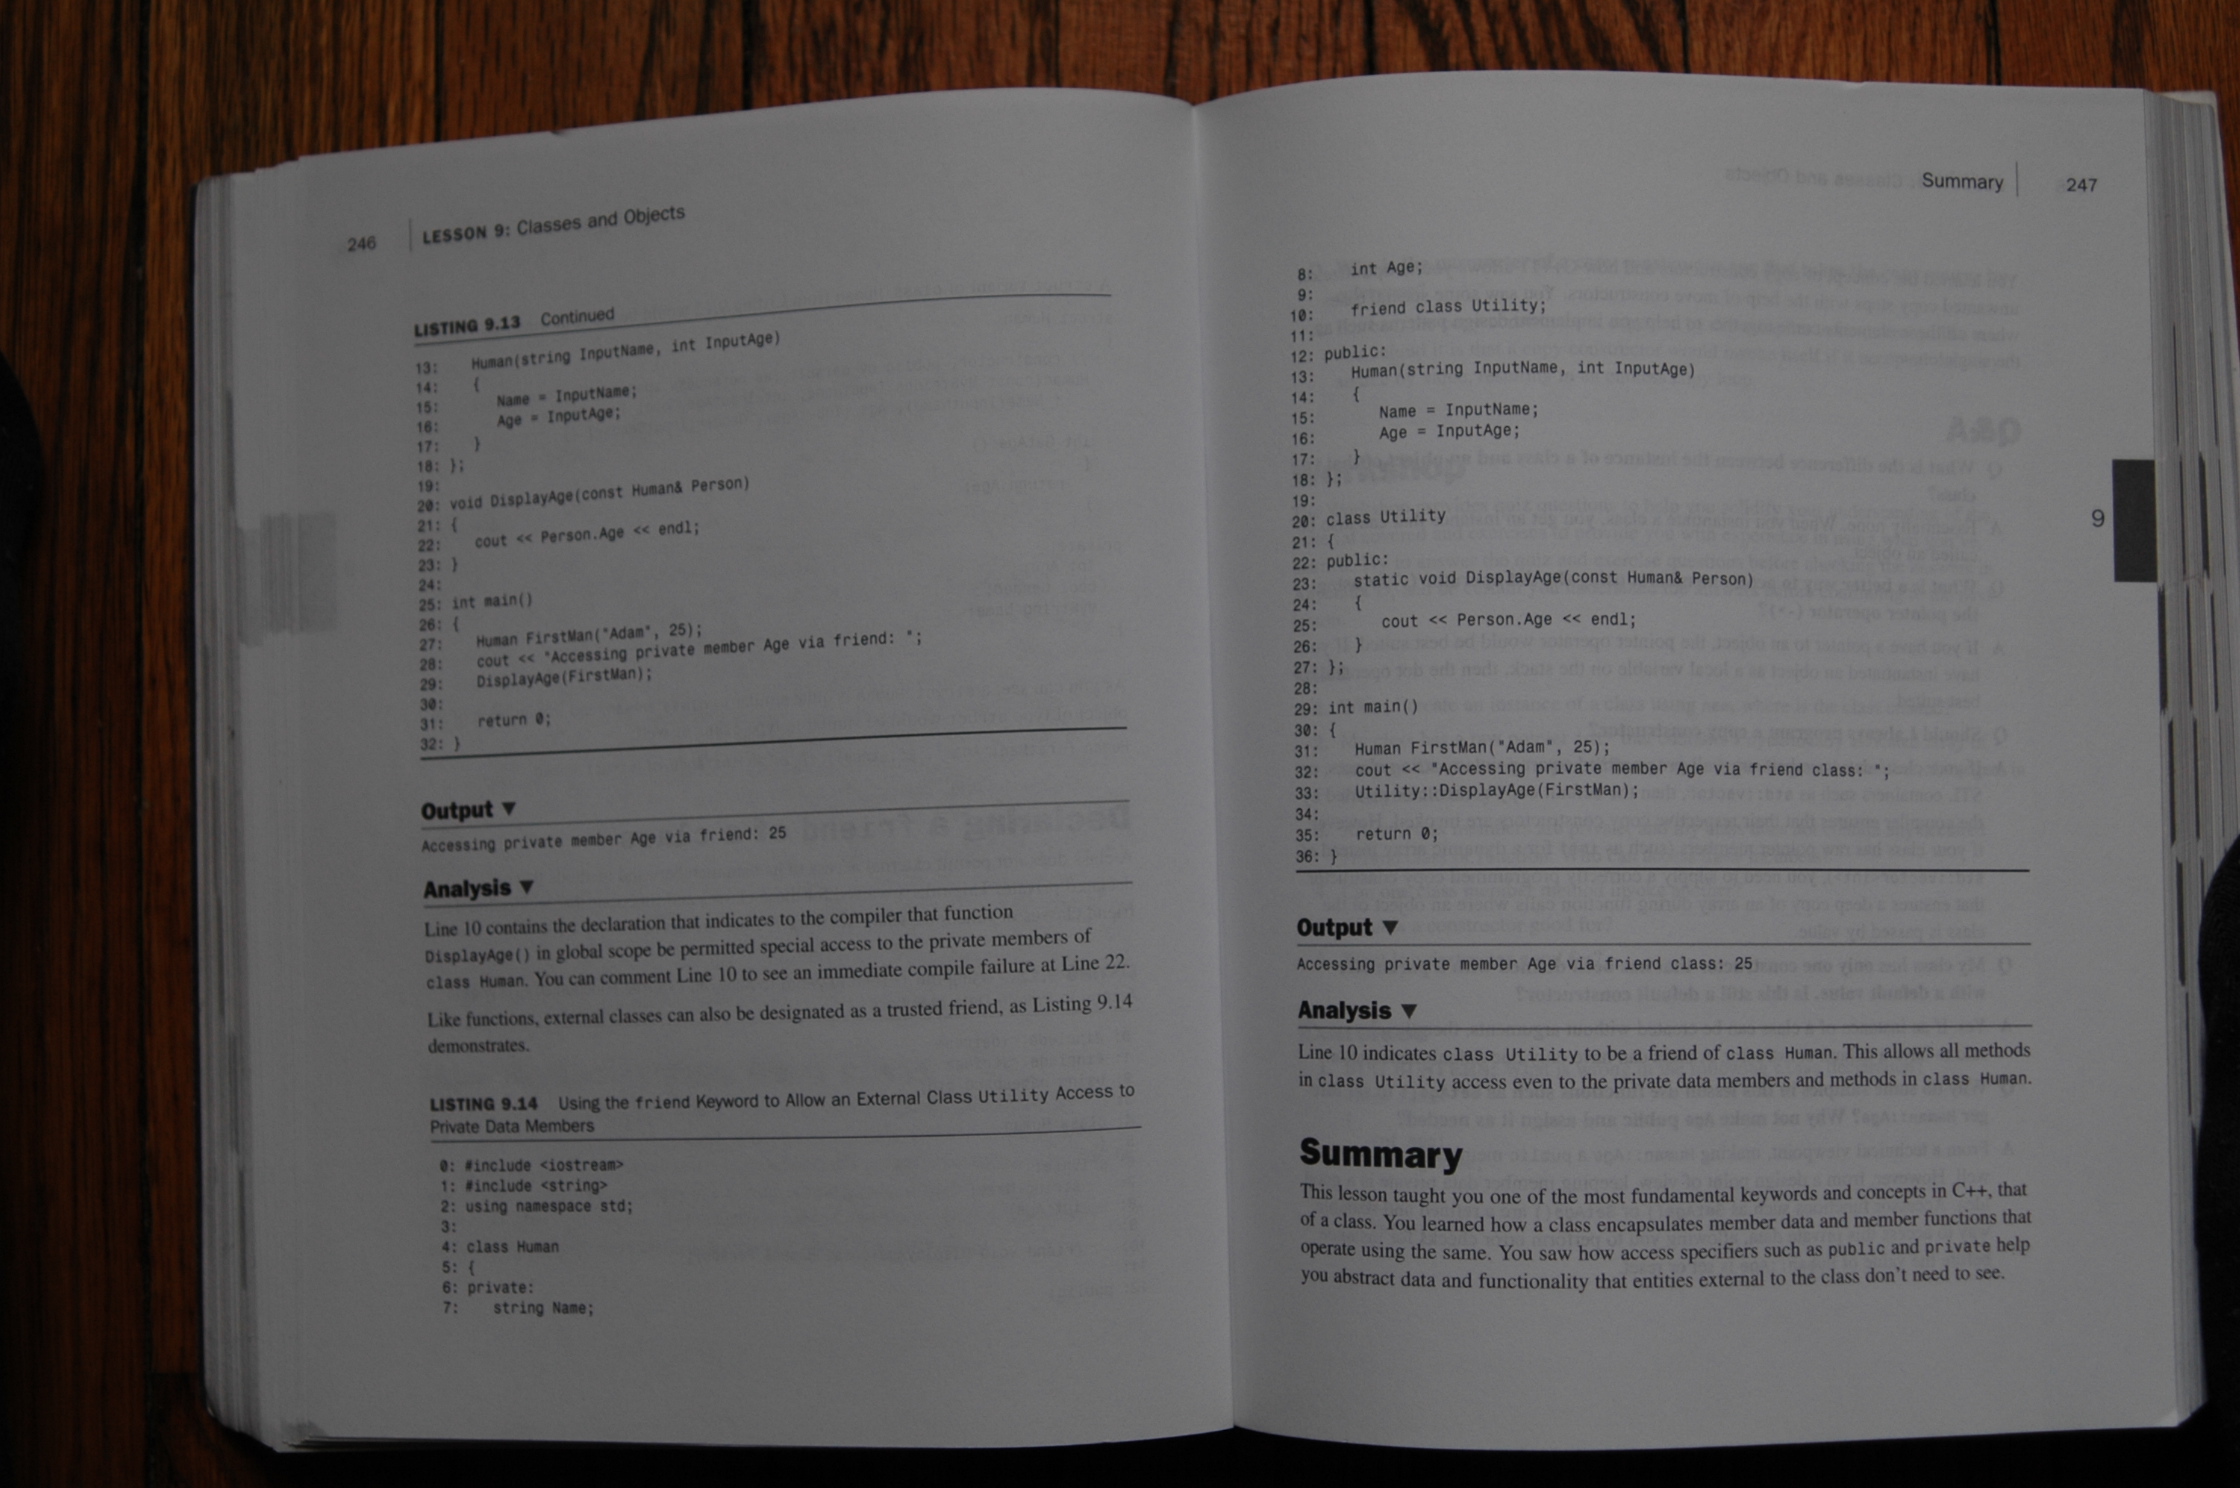 246 LESSON 9: Classes and Objects
LISTING 9.13 Continued
13: Human(string InputName, int InputAge)
14: {
15: Name = InputName;
16: Age = InputAge;
17: }
18: };
19:
20: void DisplayAge(const Human& Person)
21: {
22: cout << Person.Age << endl;
23: }
24:
25: int main()
26: {
27: Human FirstMan("Adam", 25);
28: cout << "Accessing private member Age via friend: ";
29: DisplayAge(FirstMan);
30:
31: return 0;
32: }
Output ▼
Accessing private member Age via friend: 25
Analysis ▼
Line 10 contains the declaration that indicates to the compiler that function
DisplayAge() in global scope be permitted special access to the private members of
class Human. You can comment Line 10 to see an immediate compile failure at Line 22.
Like functions, external classes can also be designated as a trusted friend, as Listing 9.14
demonstrates.
LISTING 9.14 Using the friend Keyword to Allow an External Class Utility Access to
Private Data Members
0: #include <iostream>
1: #include <string>
2: using namespace std;
3:
4: class Human
5: {
6: private:
7: string Name;
Summary 247
8: int Age;
9:
10: friend class Utility;
11:
12: public:
13: Human(string InputName, int InputAge)
14: {
15: Name = InputName;
16: Age = InputAge;
17: }
18: };
19:
20: class Utility
21: {
22: public:
23: static void DisplayAge(const Human& Person)
24: {
25: cout << Person.Age << endl;
26: }
27: };
28:
29: int main()
30: {
31: Human FirstMan("Adam", 25);
32: cout << "Accessing private member Age via friend class: ";
33: Utility::DisplayAge(FirstMan);
34:
35: return 0;
36: }
9
Output ▼
Accessing private member Age via friend class: 25
Analysis ▼
Line 10 indicates class Utility to be a friend of class Human. This allows all methods
in class Utility access even to the private data members and methods in class Human.
Summary
This lesson taught you one of the most fundamental keywords and concepts in C++, that
of a class. You learned how a class encapsulates member data and member functions that
operate using the same. You saw how access specifiers such as public and private help
you abstract data and functionality that entities external to the class don't need to see.